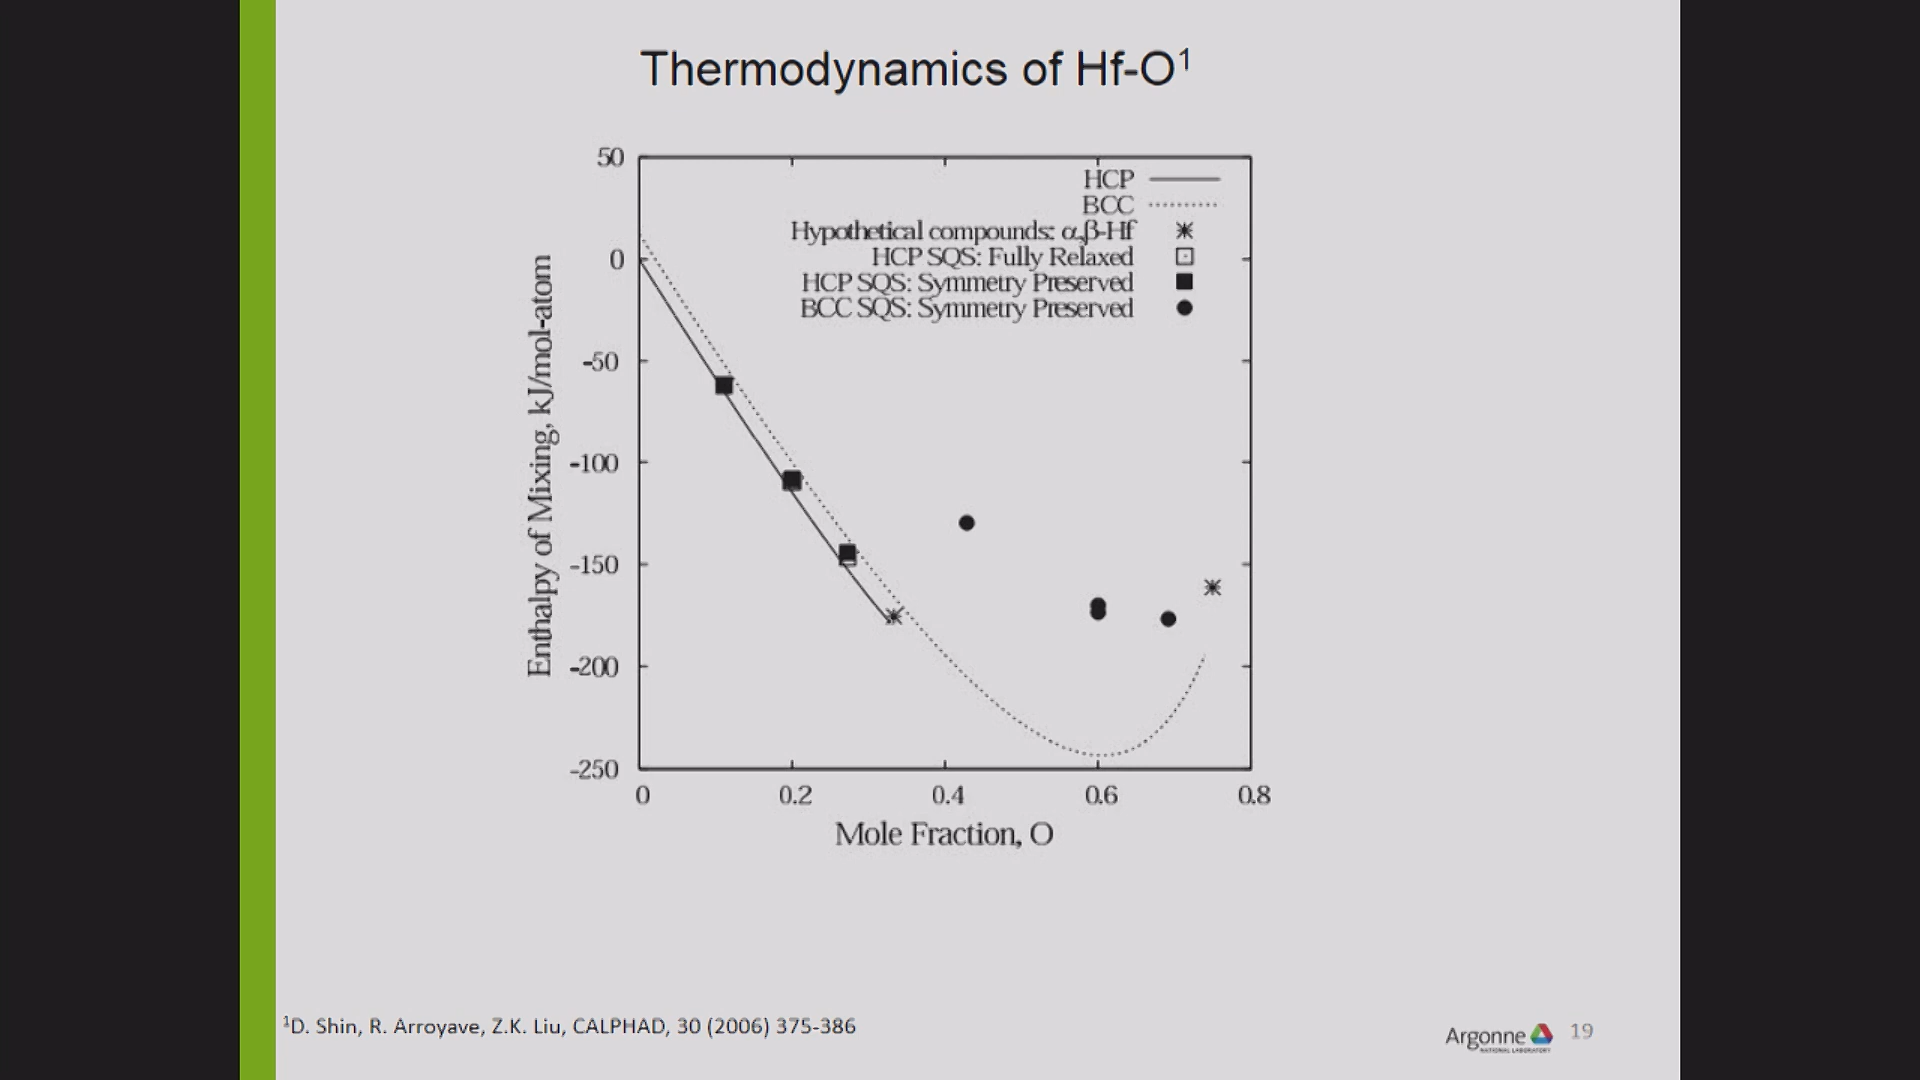 Thermodynamics of Hf-O¹
50
HCP
BCC
Hypothetical compounds: α,β-Hf
0
HCP SQS: Fully Relaxed
HCP SQS: Symmetry Preserved
BCC SQS: Symmetry Preserved
-50
-100
-150
-200
-250
Enthalpy of Mixing, kJ/mol-atom
0 0.2 0.4 0.6 0.8
Mole Fraction, O
¹D. Shin, R. Arroyave, Z.K. Liu, CALPHAD, 30 (2006) 375-386
Argonne
NATIONAL LABORATORY
19